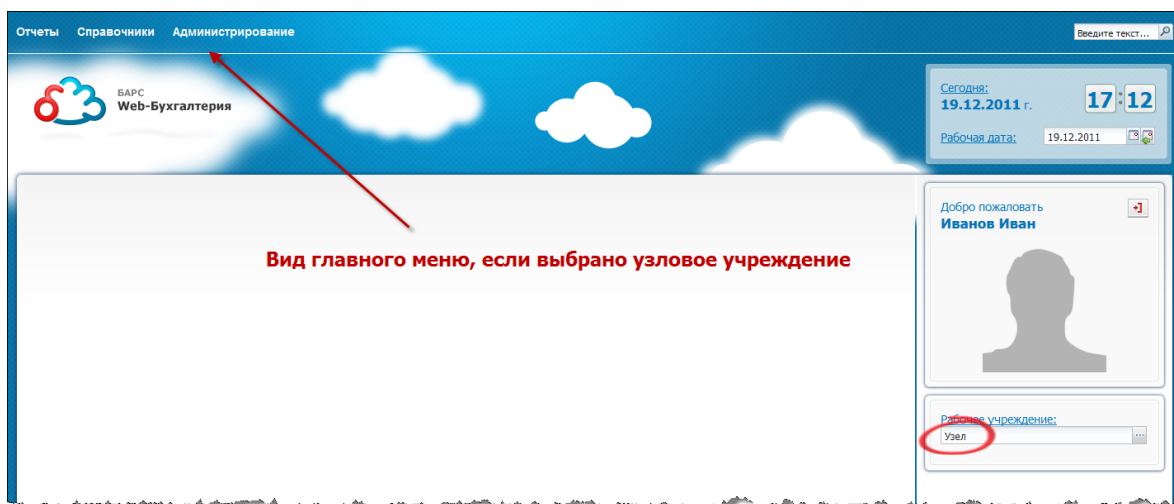 Отчеты Справочники Администрирование
Введите текст...
БАРС
Web-Бухгалтерия
Сегодня:
19.12.2011 г.
17:12
Рабочая дата: 19.12.2011
Добро пожаловать
Иванов Иван
Вид главного меню, если выбрано узловое учреждение
Рабочее учреждение:
Узел